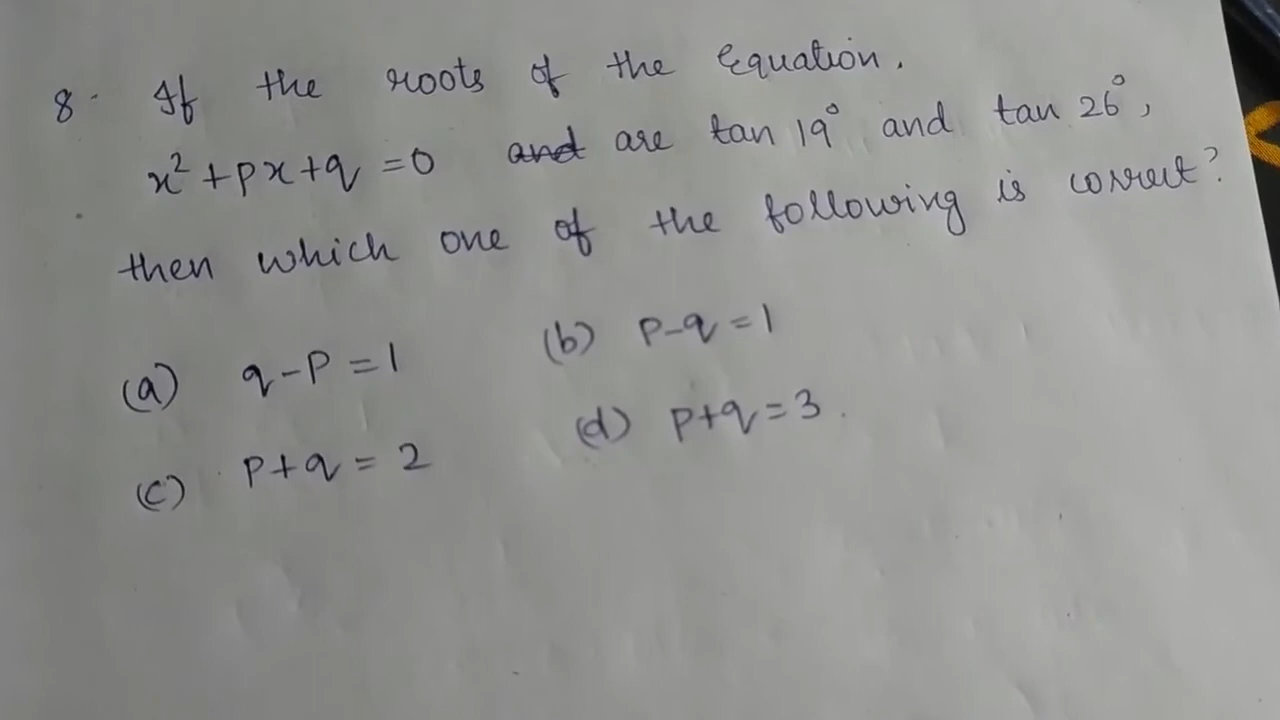 8. If the roots of the Equation.
x² + px + q = 0 and are tan 19° and tan 26°,
then which one of the following is correct?
(a) q - p = 1 (b) p - q = 1
(c) p + q = 2 (d) p + q = 3.